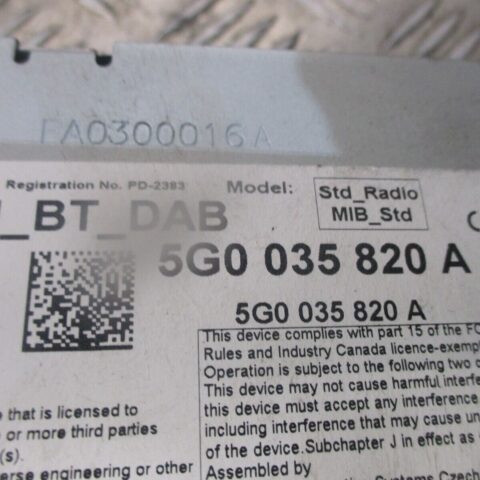 FA0300016A
Registration No. PD-2383 Model: Std_Radio
MIB_Std
_BT_DAB
5G0 035 820 A
5G0 035 820 A
This device complies with part 15 of the FC
Rules and Industry Canada licence-exemp
Operation is subject to the following two c
This device may not cause harmful interfe
this device must accept any interference
including interference that may cause un
of the device.Subchapter J in effect as
Assembled by
Systems Czech
e that is licensed to
e or more third parties
(s).
erse engineering or other